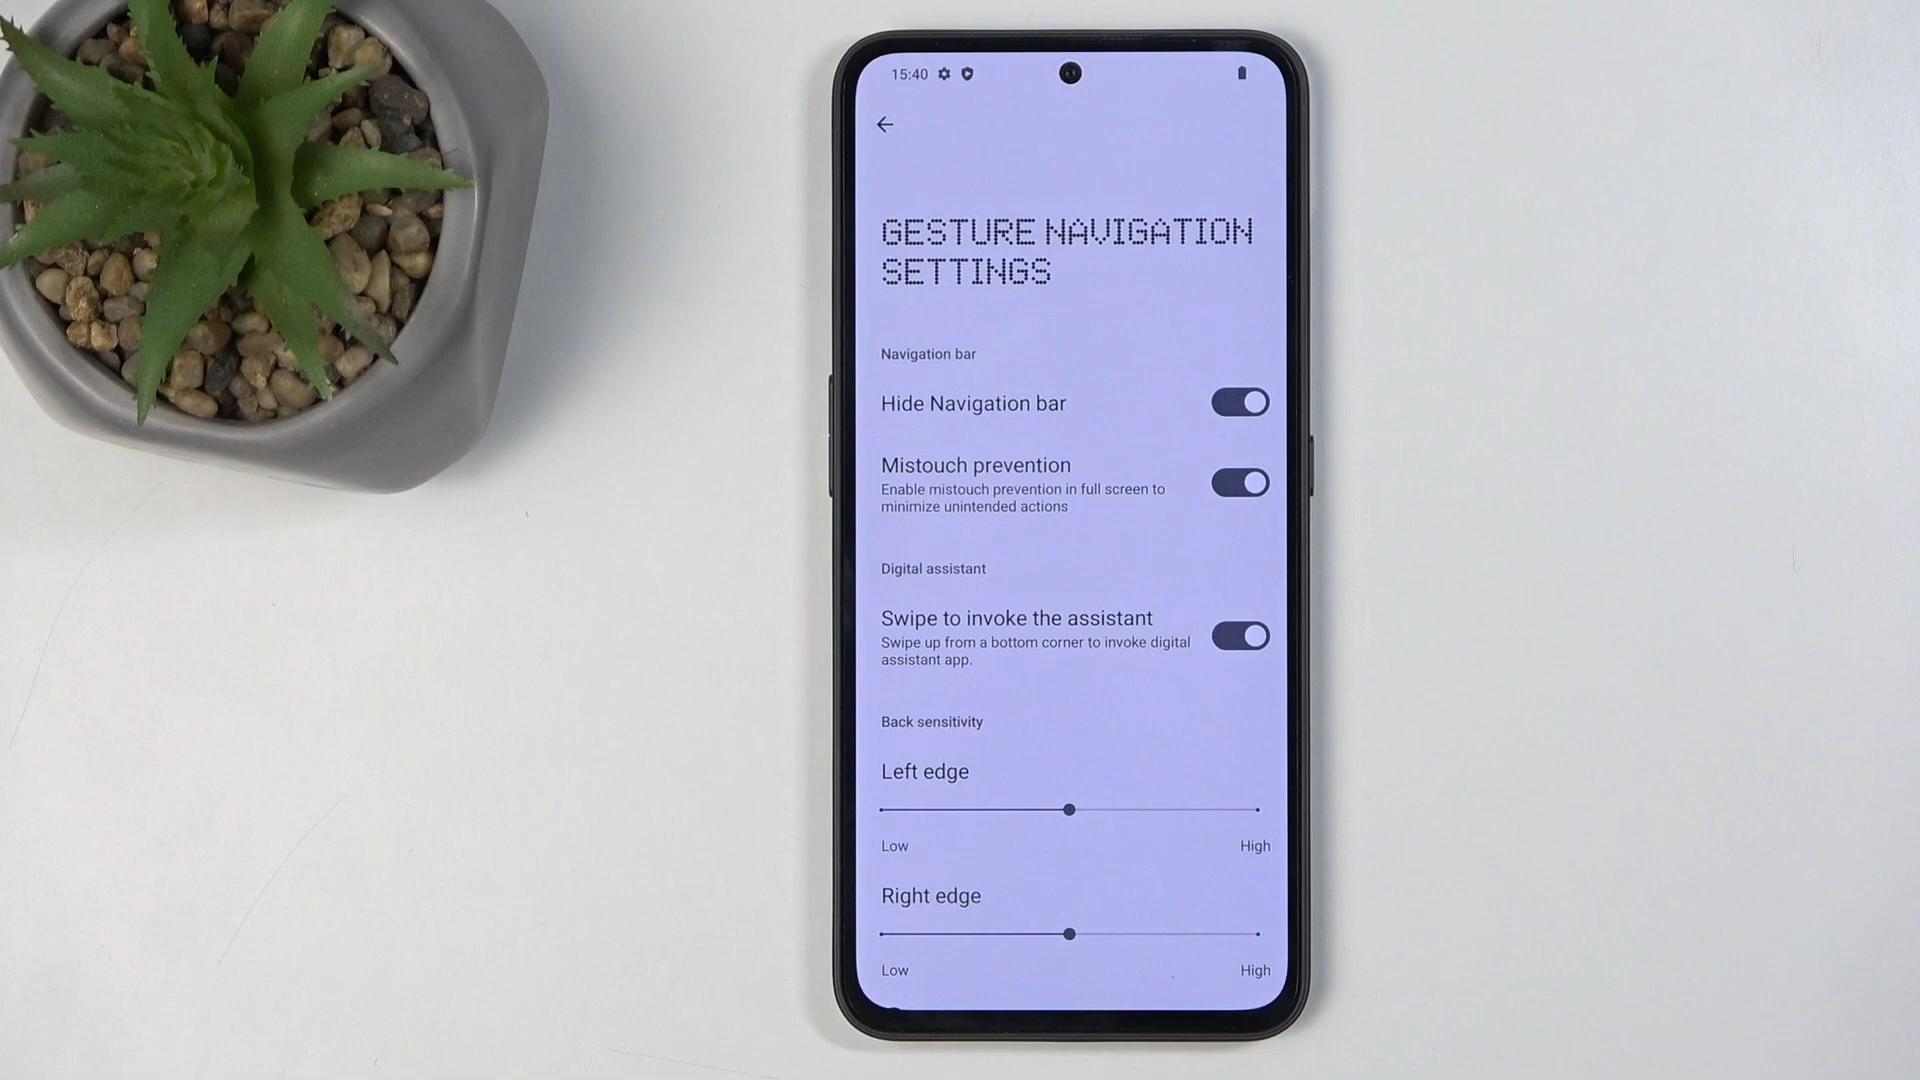 15:40
GESTURE NAVIGATION
SETTINGS
Navigation bar
Hide Navigation bar
Mistouch prevention
Enable mistouch prevention in full screen to
minimize unintended actions
Digital assistant
Swipe to invoke the assistant
Swipe up from a bottom corner to invoke digital
assistant app.
Back sensitivity
Left edge
Low High
Right edge
Low High